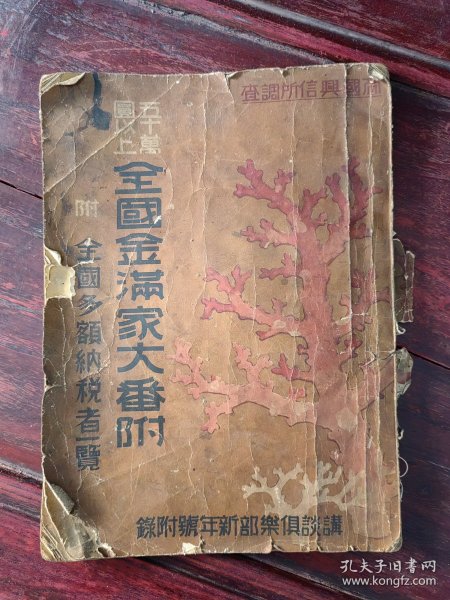 帝國興信所調査
五十萬
圓以上
全國金滿家大番附
附 全國多額納税者一覽
講談俱樂部新年號附錄
孔夫子旧书网
www.kongfz.com